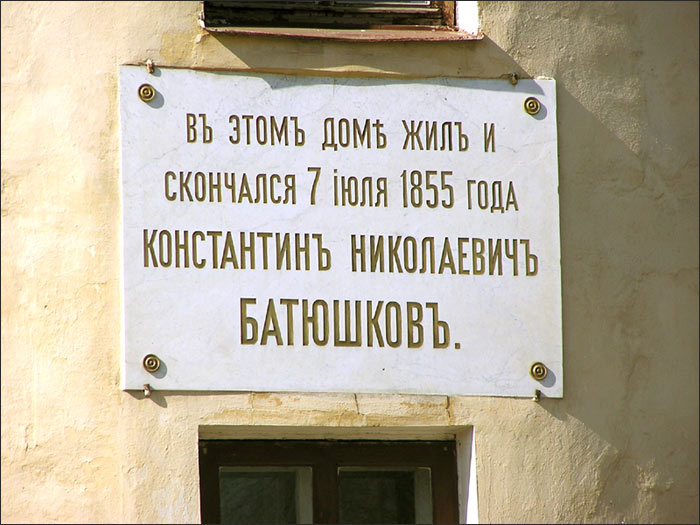 ВЪ ЭТОМЪ ДОМѢ ЖИЛЪ И
СКОНЧАЛСЯ 7 ІЮЛЯ 1855 ГОДА
КОНСТАНТИНЪ НИКОЛАЕВИЧЪ
БАТЮШКОВЪ.